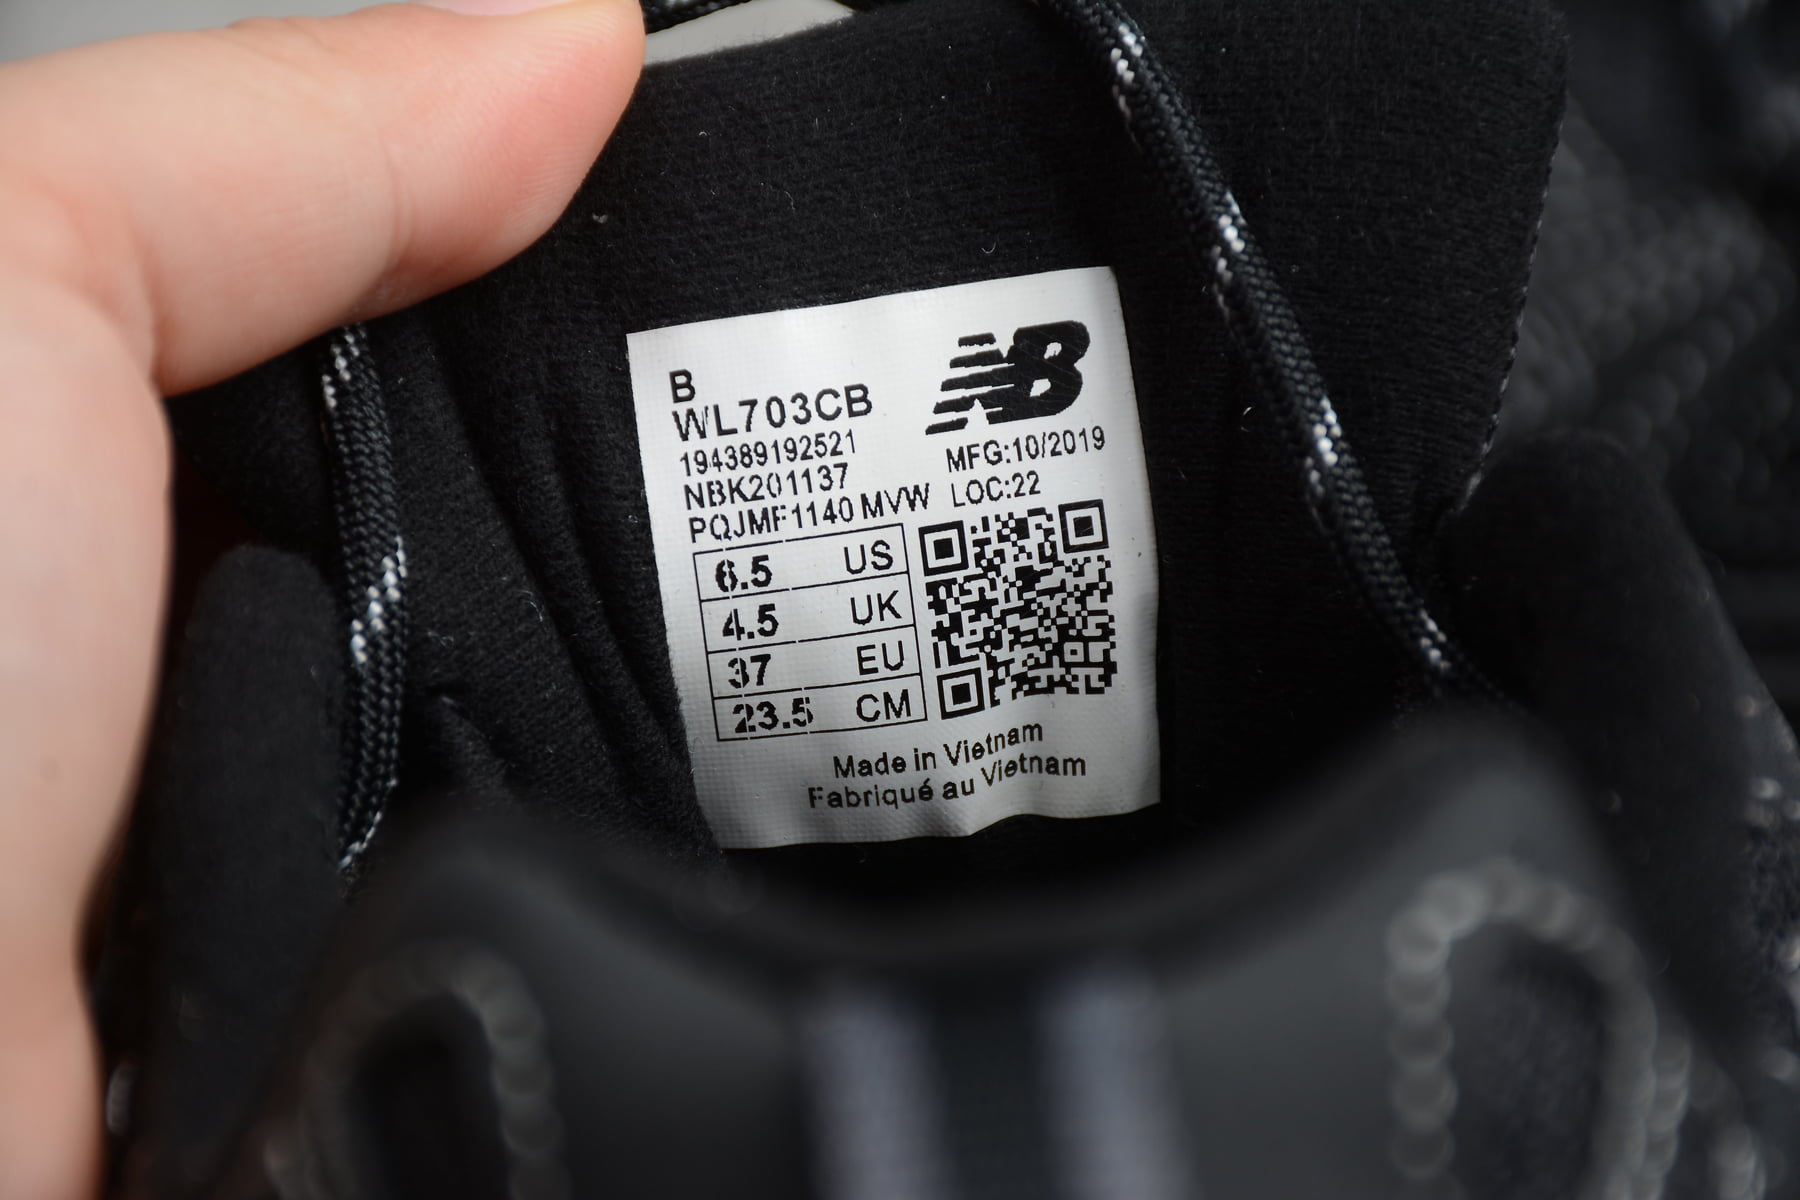 B
WL703CB
194389192521
NBK201137
PQJMF1140 MVW
NB
MFG:10/2019
LOC:22
6.5 US
4.5 UK
37 EU
23.5 CM
Made in Vietnam
Fabriqué au Vietnam